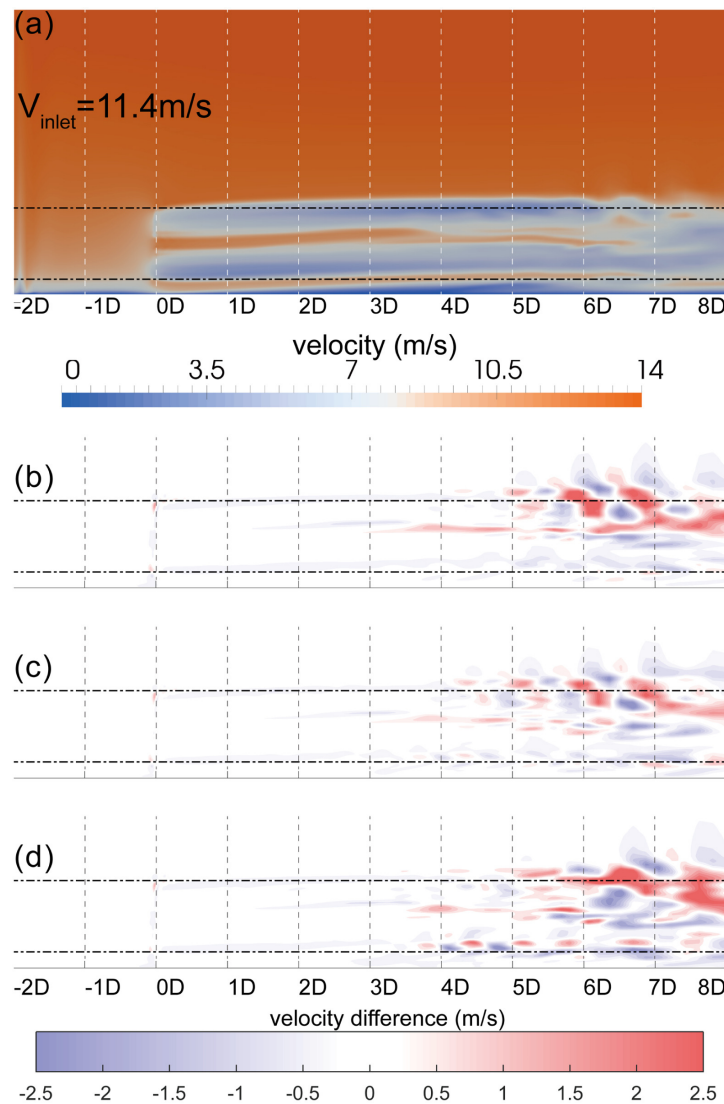 (a)
V_inlet=11.4m/s
-2D -1D 0D 1D 2D 3D 4D 5D 6D 7D 8D
velocity (m/s)
0 3.5 7 10.5 14
(b)
(c)
(d)
-2D -1D 0D 1D 2D 3D 4D 5D 6D 7D 8D
velocity difference (m/s)
-2.5 -2 -1.5 -1 -0.5 0 0.5 1 1.5 2 2.5